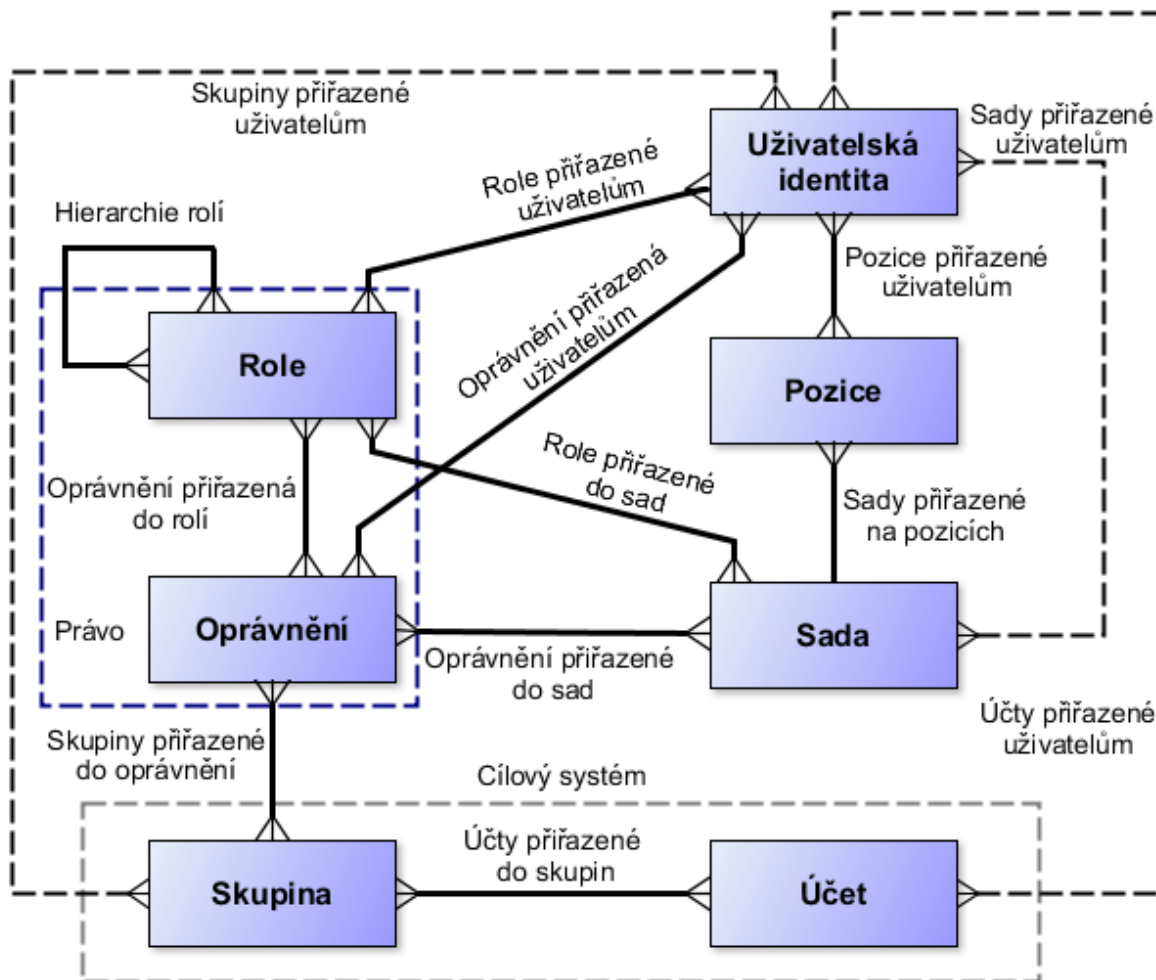 Skupiny přiřazené
uživatelům
Sady přiřazené
uživatelům
Uživatelská
identita
Role přiřazené
uživatelům
Hierarchie rolí
Oprávnění přiřazená
uživatelům
Pozice přiřazené
uživatelům
Role
Pozice
Role přiřazené
do sad
Oprávnění přiřazená
do rolí
Sady přiřazené
na pozicích
Právo
Oprávnění
Sada
Oprávnění přiřazené
do sad
Účty přiřazené
uživatelům
Skupiny přiřazené
do oprávnění
Cílový systém
Účty přiřazené
do skupin
Skupina
Účet